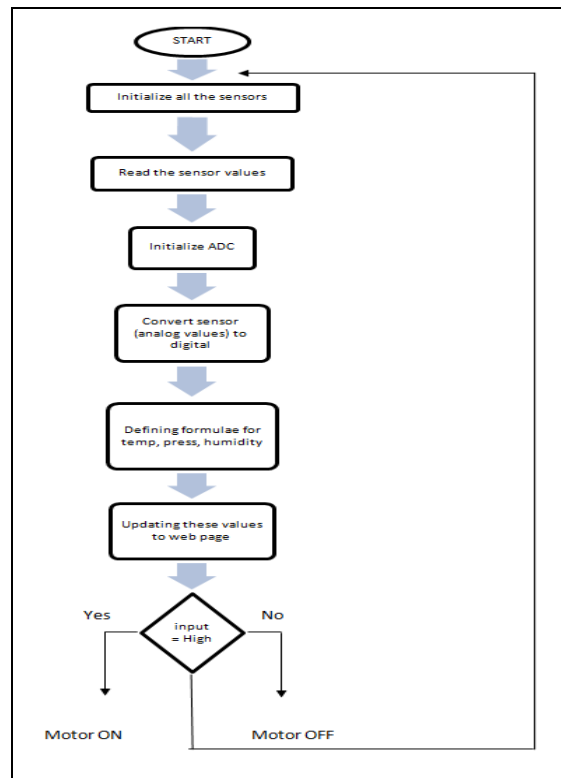 START
Initialize all the sensors
Read the sensor values
Initialize ADC
Convert sensor
(analog values) to
digital
Defining formulae for
temp, press, humidity
Updating these values
to web page
Yes
No
input
= High
Motor ON
Motor OFF